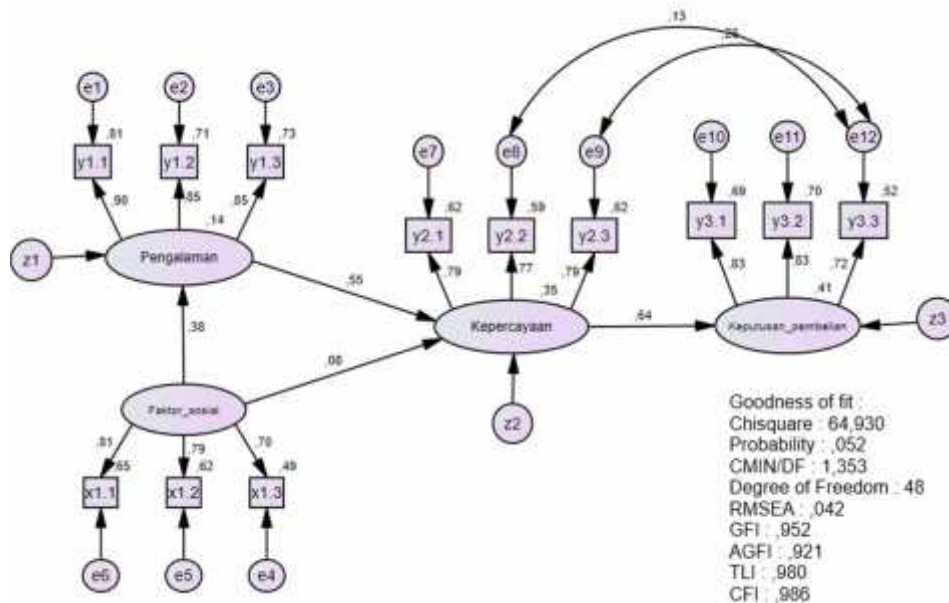 ,13
,26
e1
e2
e3
,81
,71
,73
y1.1
y1.2
y1.3
,90
,85
,85
,14
z1
Pengalaman
e7
e8
e9
,62
,59
,62
y2.1
y2.2
y2.3
,79
,77
,79
,35
Kepercayaan
e10
e11
e12
,69
,70
,52
y3.1
y3.2
y3.3
,83
,83
,72
,41
Keputusan_pembelian
z3
,55
,38
,08
,64
z2
Faktor_sosial
,81
,79
,70
,65
,62
,49
x1.1
x1.2
x1.3
e6
e5
e4
Goodness of fit :
Chisquare : 64,930
Probability : ,052
CMIN/DF : 1,353
Degree of Freedom : 48
RMSEA : ,042
GFI : ,952
AGFI : ,921
TLI : ,980
CFI : ,986